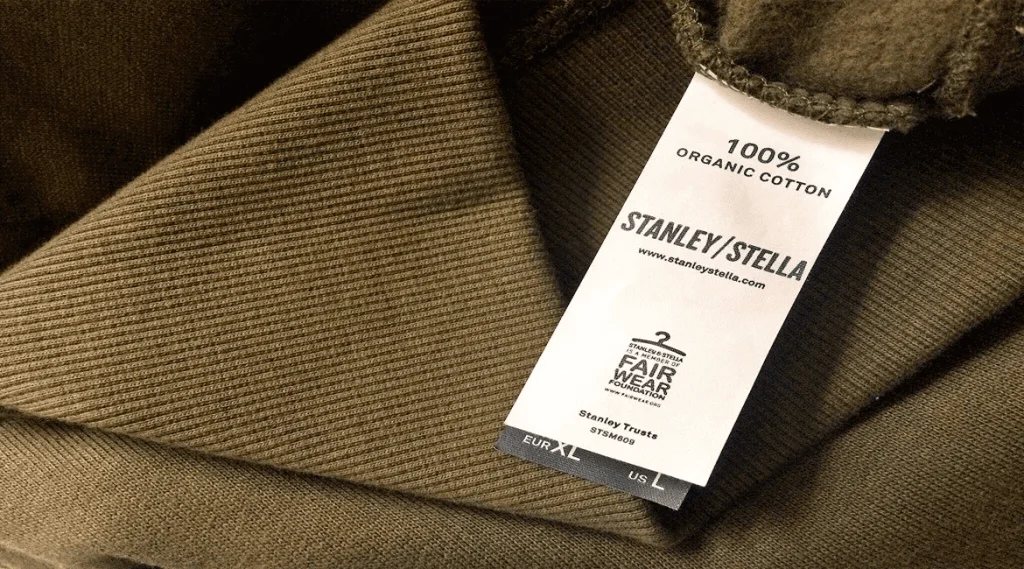 100%
ORGANIC COTTON
STANLEY/STELLA
www.stanleystella.com
STANLEY & STELLA
IS A MEMBER OF
FAIR
WEAR
FOUNDATION
WWW.FAIRWEAR.ORG
Stanley Trusts
STSM609
EUR XL
US L